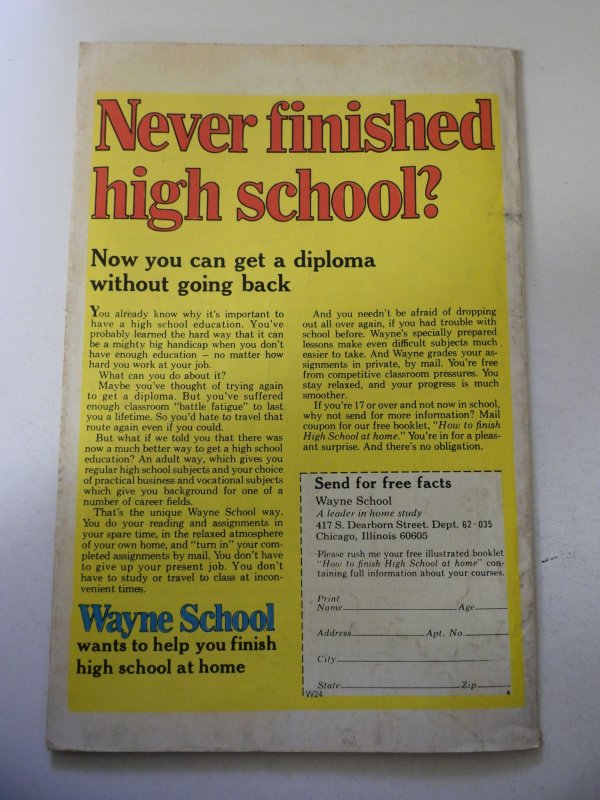 Never finished
high school?
Now you can get a diploma
without going back
You already know why it's important to
have a high school education. You've
probably learned the hard way that it can
be a mighty big handicap when you don't
have enough education – no matter how
hard you work at your job.
What can you do about it?
Maybe you've thought of trying again
to get a diploma. But you've suffered
enough classroom "battle fatigue" to last
you a lifetime. So you'd hate to travel that
route again even if you could.
But what if we told you that there was
now a much better way to get a high school
education? An adult way, which gives you
regular high school subjects and your choice
of practical business and vocational subjects
which give you background for one of a
number of career fields.
That's the unique Wayne School way.
You do your reading and assignments in
your spare time, in the relaxed atmosphere
of your own home, and "turn in" your com-
pleted assignments by mail. You don't have
to give up your present job. You don't
have to study or travel to class at incon-
venient times.
Wayne School
wants to help you finish
high school at home
And you needn't be afraid of dropping
out all over again, if you had trouble with
school before. Wayne's specially prepared
lessons make even difficult subjects much
easier to take. And Wayne grades your as-
signments in private, by mail. You're free
from competitive classroom pressures. You
stay relaxed, and your progress is much
smoother.
If you're 17 or over and not now in school,
why not send for more information? Mail
coupon for our free booklet, "How to finish
High School at home." You're in for a pleas-
ant surprise. And there's no obligation.
Send for free facts
Wayne School
A leader in home study
417 S. Dearborn Street. Dept. 62-035
Chicago, Illinois 60605
Please rush me your free illustrated booklet
"How to finish High School at home" con-
taining full information about your courses.
Print
Name Age
Address Apt. No.
City
State Zip
W24 4